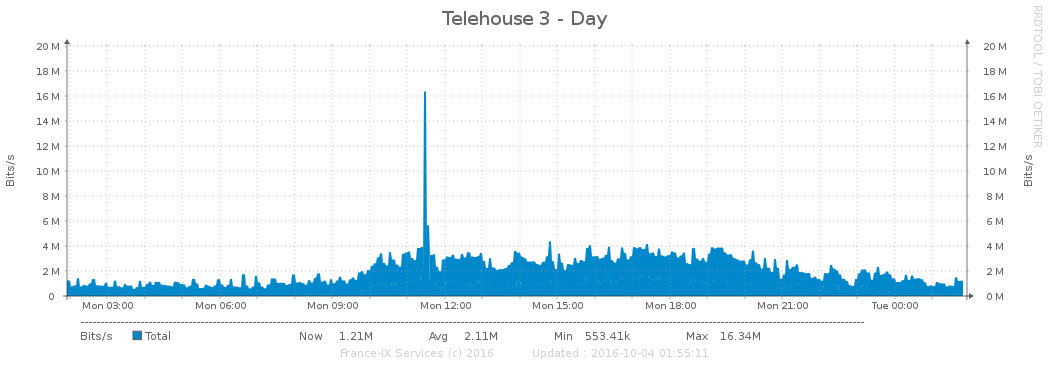 Telehouse 3 - Day
RRDTOOL / TOBI OETIKER
Bits/s
20 M 20 M
18 M 18 M
16 M 16 M
14 M 14 M
12 M 12 M
10 M 10 M
8 M 8 M
6 M 6 M
4 M 4 M
2 M 2 M
0 0 M
Bits/s
Mon 03:00 Mon 06:00 Mon 09:00 Mon 12:00 Mon 15:00 Mon 18:00 Mon 21:00 Tue 00:00
Bits/s Total Now 1.21M Avg 2.11M Min 553.41k Max 16.34M
France-IX Services (c) 2016 Updated : 2016-10-04 01:55:11